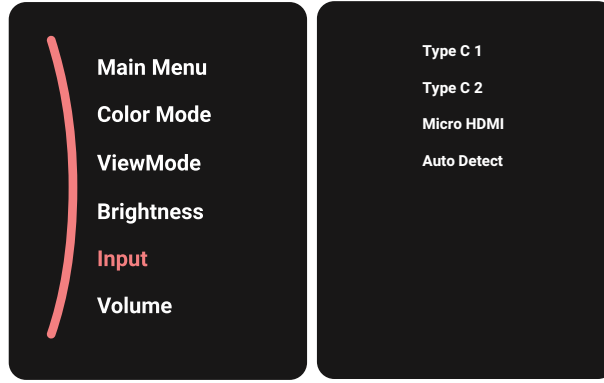 Main Menu
Color Mode
ViewMode
Brightness
Input
Volume
Type C 1
Type C 2
Micro HDMI
Auto Detect